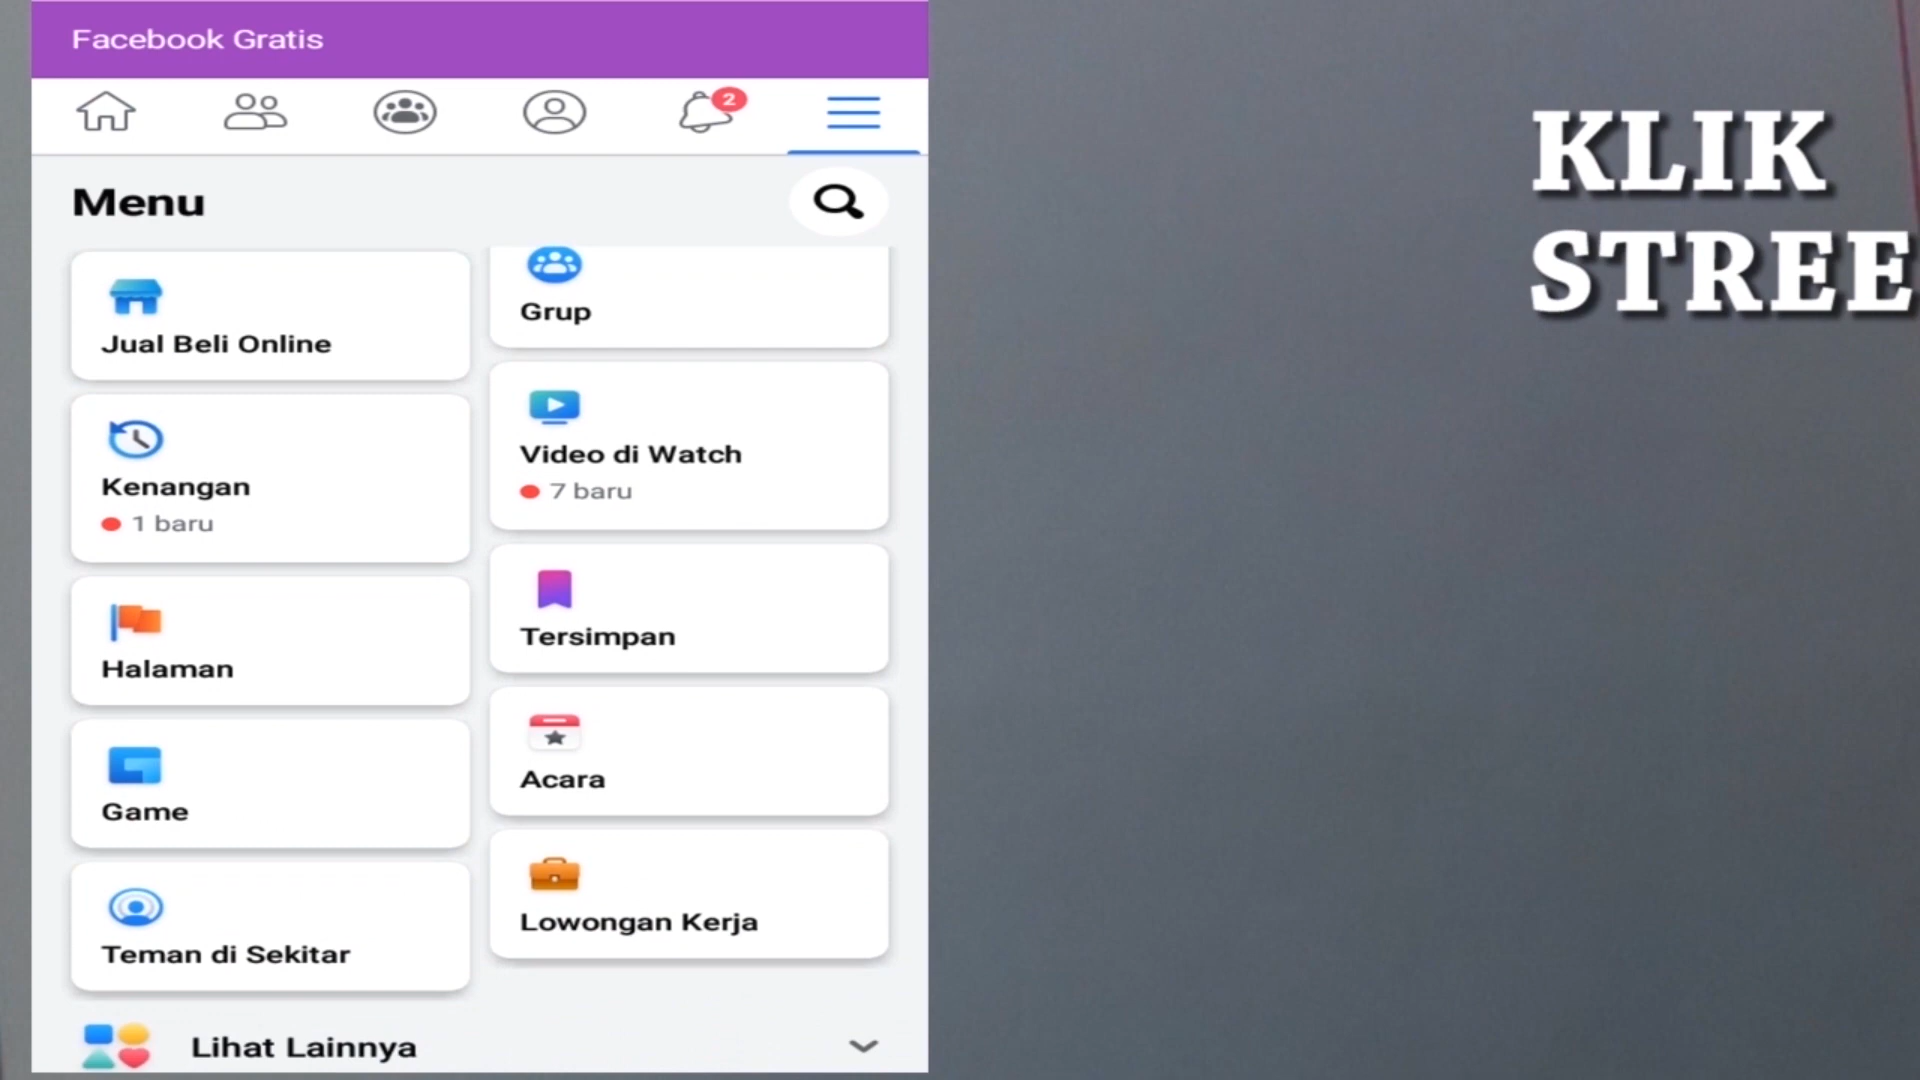 Facebook Gratis
2
Menu
Jual Beli Online
Grup
Kenangan
1 baru
Video di Watch
7 baru
Halaman
Tersimpan
Game
Acara
Teman di Sekitar
Lowongan Kerja
Lihat Lainnya
KLIK
STREE